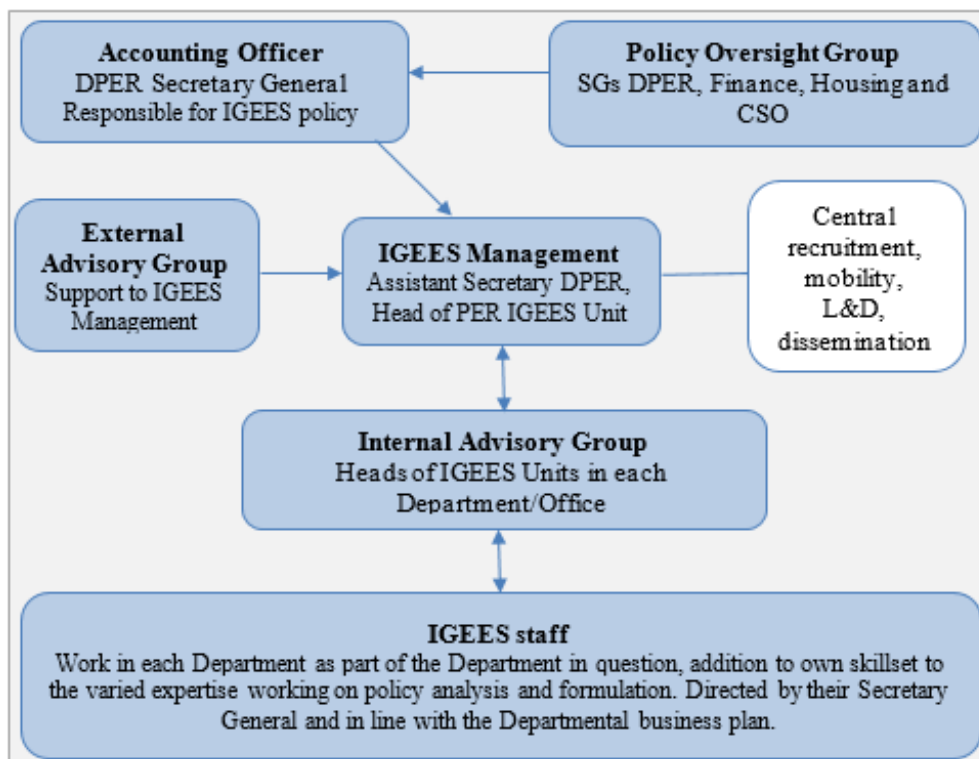 Accounting Officer
DPER Secretary General
Responsible for IGEES policy
Policy Oversight Group
SGs DPER, Finance, Housing and
CSO
External
Advisory Group
Support to IGEES
Management
IGEES Management
Assistant Secretary DPER,
Head of PER IGEES Unit
Central
recruitment,
mobility,
L&D,
dissemination
Internal Advisory Group
Heads of IGEES Units in each
Department/Office
IGEES staff
Work in each Department as part of the Department in question, addition to own skillset to
the varied expertise working on policy analysis and formulation. Directed by their Secretary
General and in line with the Departmental business plan.